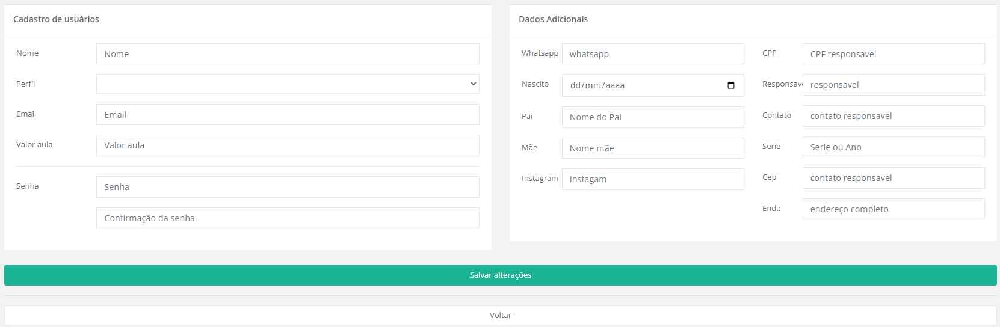 Cadastro de usuários
Nome Nome
Perfil
Email Email
Valor aula Valor aula
Senha Senha
Confirmação da senha
Dados Adicionais
Whatsapp whatsapp
Nascito dd/mm/aaaa
Pai Nome do Pai
Mãe Nome mãe
Instagram Instagam
CPF CPF responsavel
Responsave responsavel
Contato contato responsavel
Serie Serie ou Ano
Cep contato responsavel
End.: endereço completo
Salvar alterações
Voltar